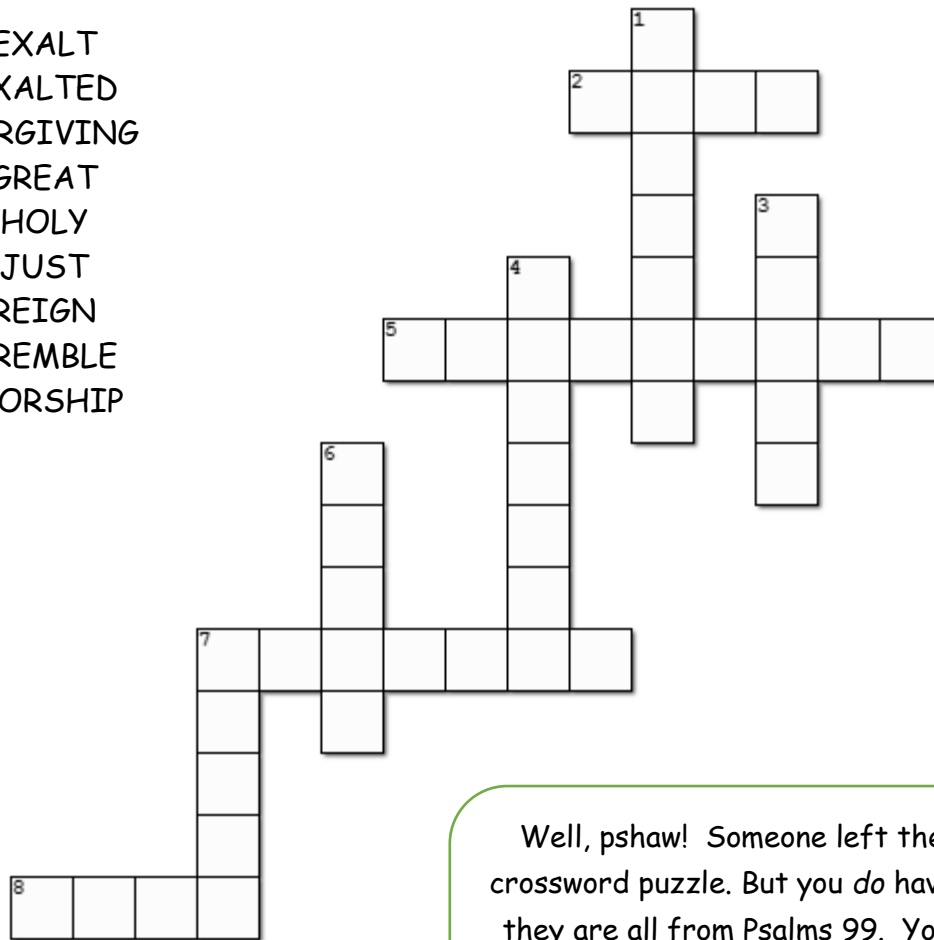 EXALT
XALTED
RGIVING
GREAT
HOLY
JUST
REIGN
REMBLE
ORSHIP
1
2
3
4
5
6
7
8
Well, pshaw! Someone left the
crossword puzzle. But you do hav
they are all from Psalms 99. Yo